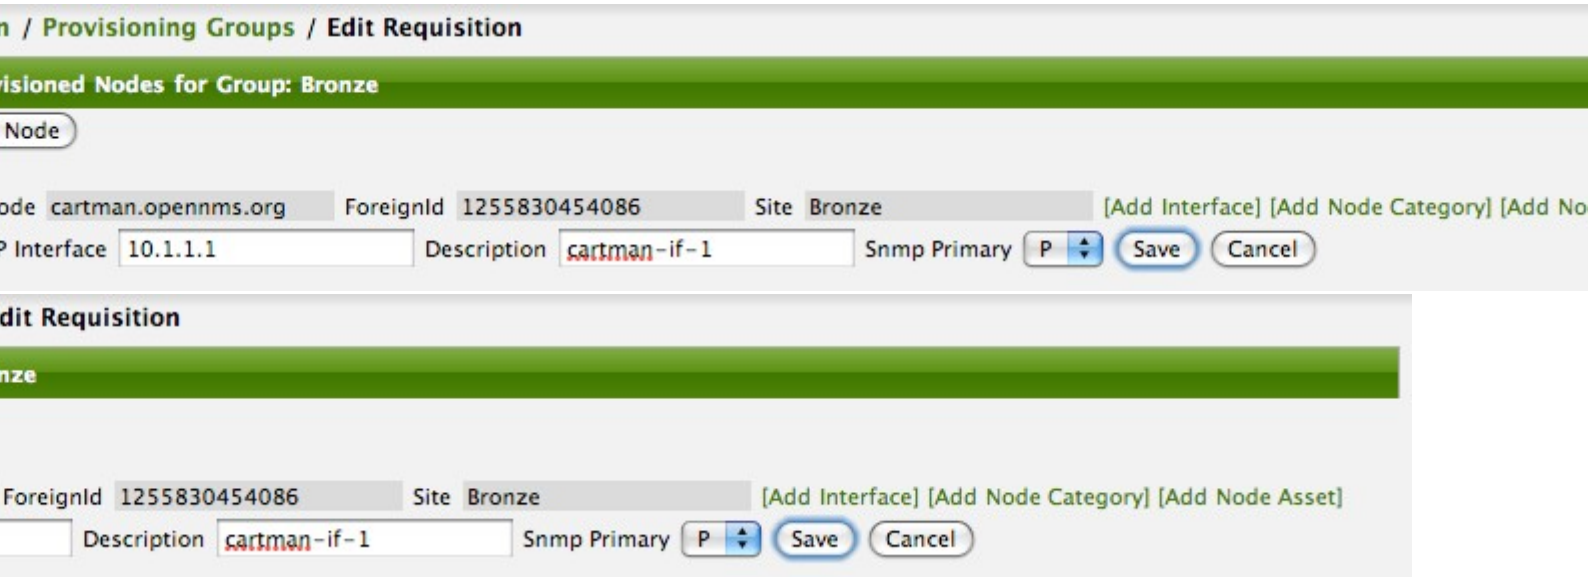 n / Provisioning Groups / Edit Requisition
visioned Nodes for Group: Bronze
Node
ode cartman.opennms.org ForeignId 1255830454086 Site Bronze [Add Interface] [Add Node Category] [Add No
P Interface 10.1.1.1 Description cartman-if-1 Snmp Primary P Save Cancel
dit Requisition
nze
ForeignId 1255830454086 Site Bronze [Add Interface] [Add Node Category] [Add Node Asset]
Description cartman-if-1 Snmp Primary P Save Cancel